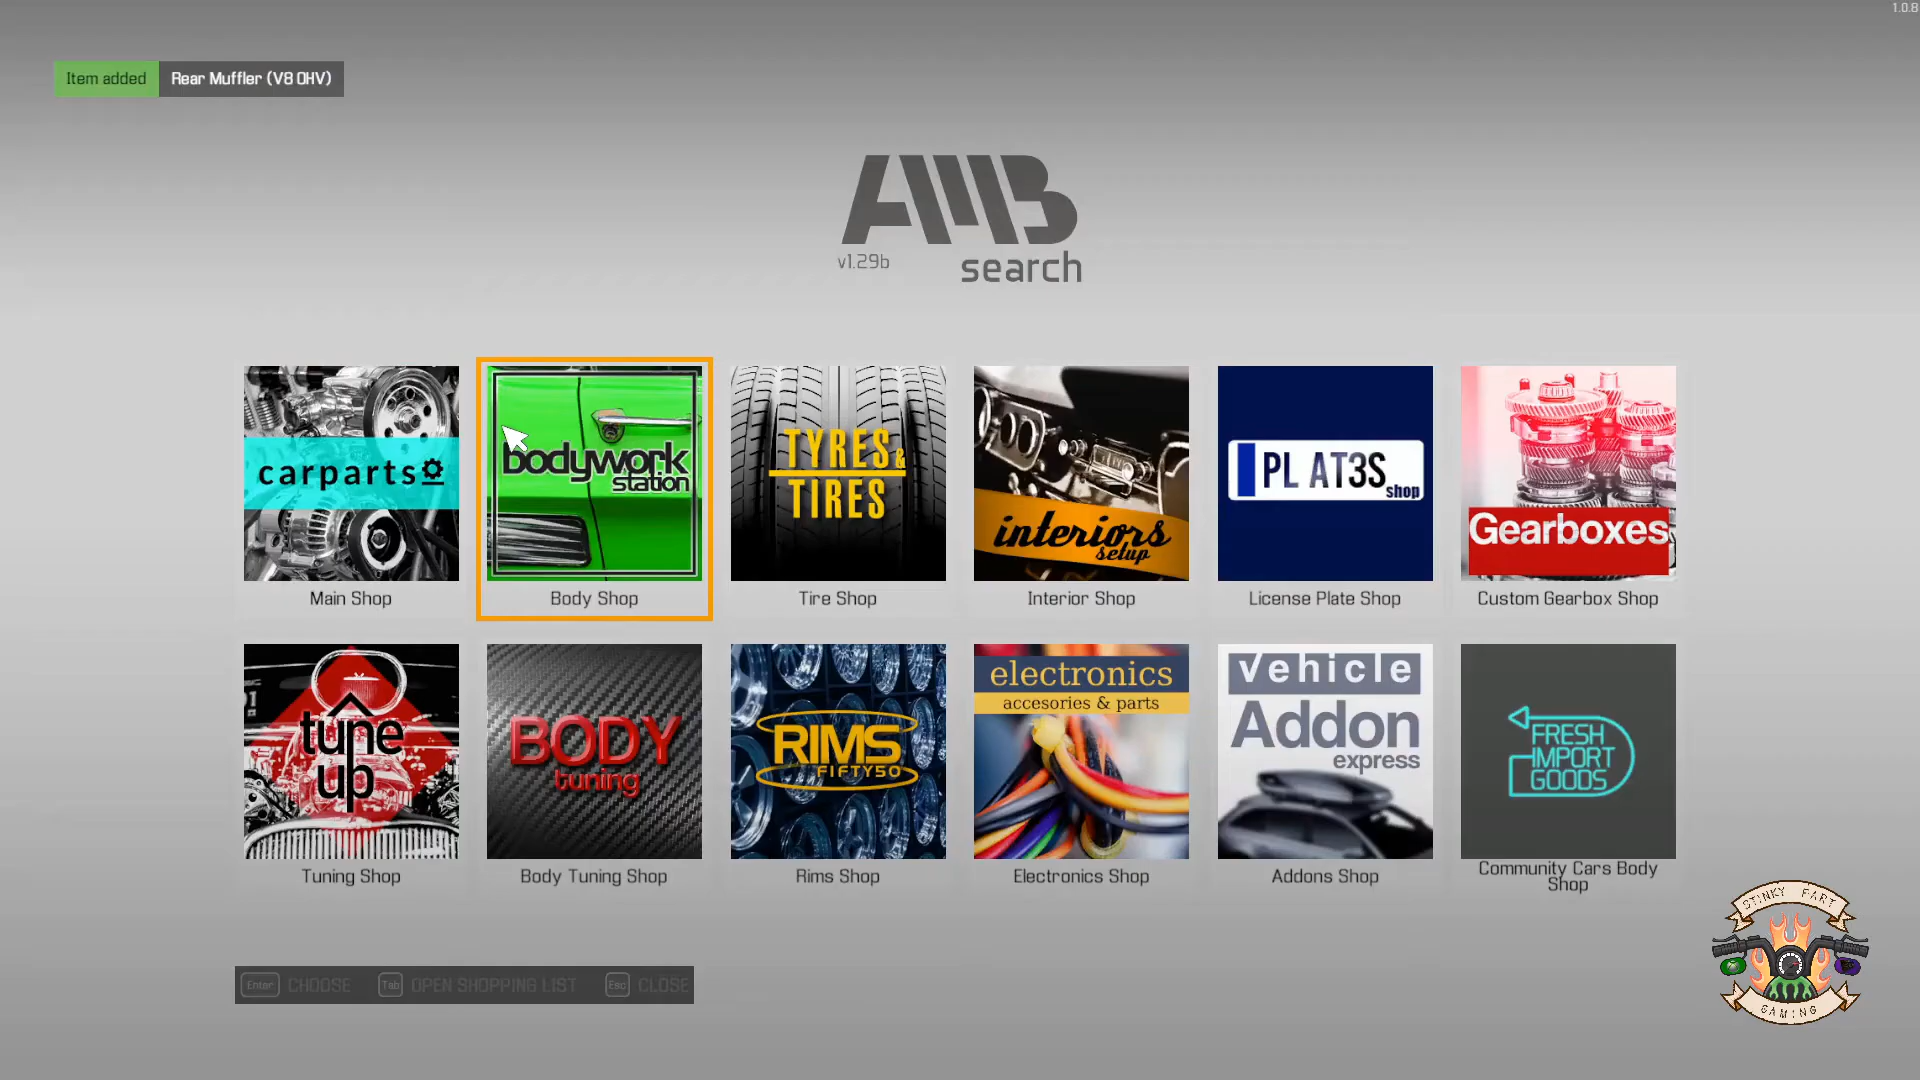 1.0.8
Item added Rear Muffler (V8 OHV)
AMB
v1.29b search
carparts
bodywork
station
TYRES &
TIRES
interiors
setup
PL AT3S
shop
Gearboxes
Main Shop
Body Shop
Tire Shop
Interior Shop
License Plate Shop
Custom Gearbox Shop
tune
up
BODY
tuning
RIMS
FIFTY50
electronics
accesories & parts
vehicle
Addon
express
FRESH
IMPORT
GOODS
Tuning Shop
Body Tuning Shop
Rims Shop
Electronics Shop
Addons Shop
Community Cars Body
Shop
STINKY FART
GAMING
Enter CHOOSE Tab OPEN SHOPPING LIST Esc CLOSE